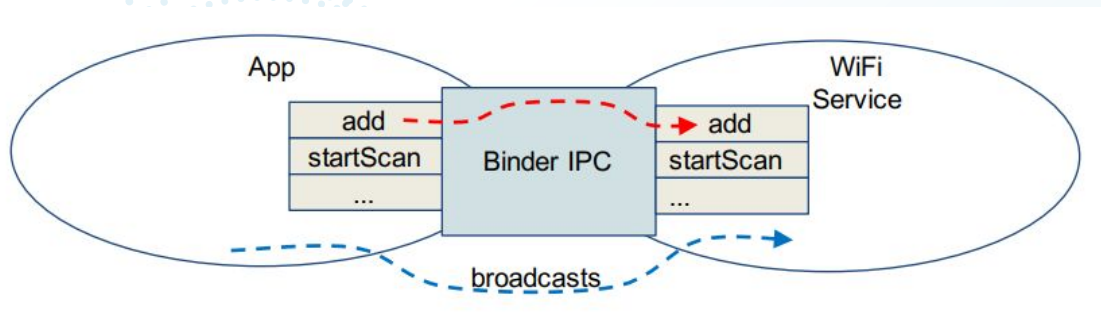 App
WiFi
Service
add
add
startScan
Binder IPC
startScan
...
...
broadcasts